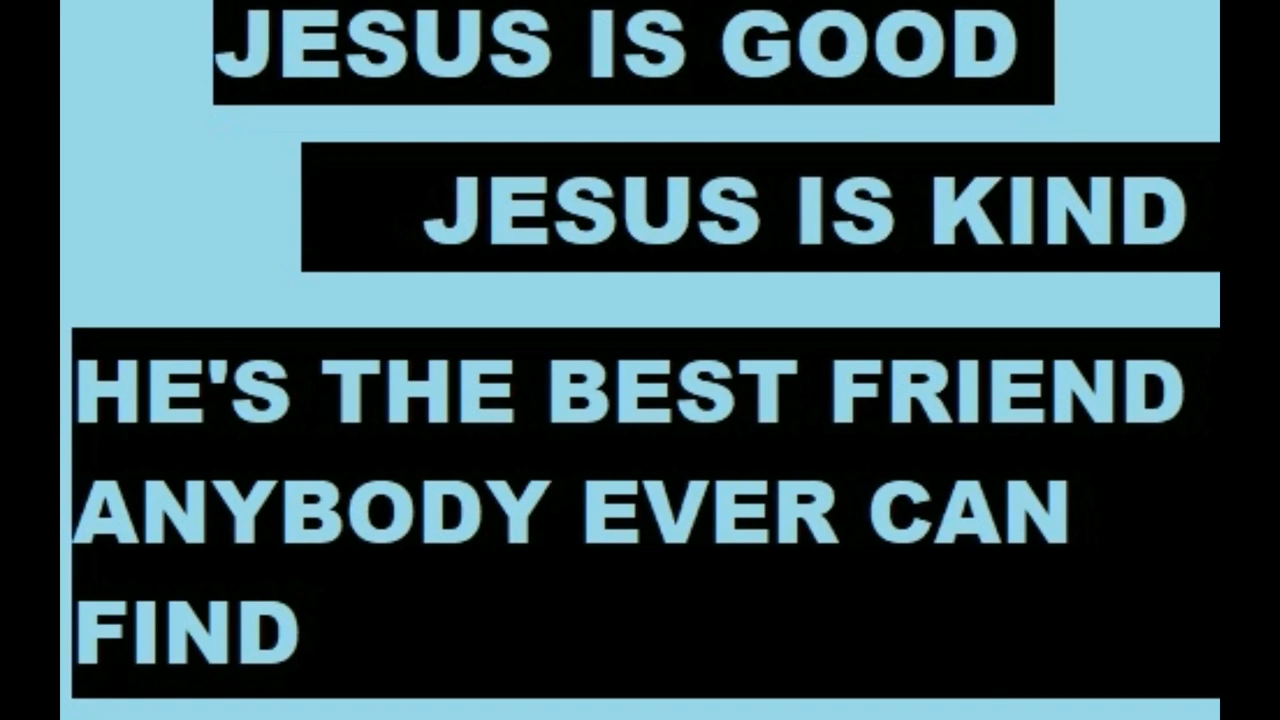 JESUS IS GOOD
JESUS IS KIND
HE'S THE BEST FRIEND
ANYBODY EVER CAN
FIND